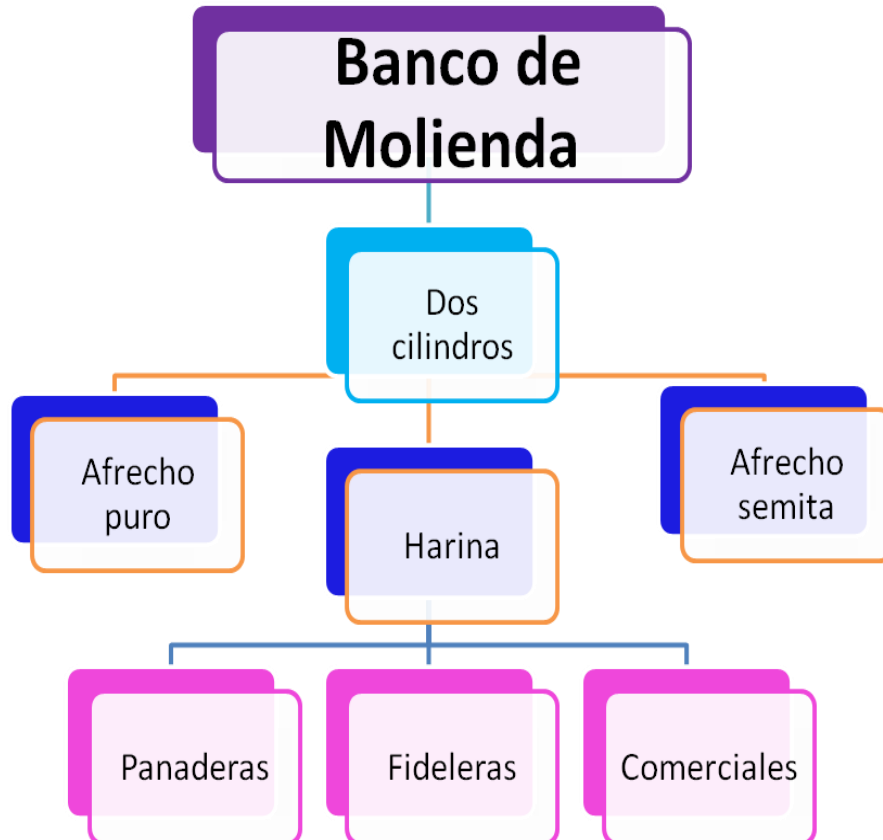 Banco de
Molienda
Dos
cilindros
Afrecho
puro
Harina
Afrecho
semita
Panaderas
Fideleras
Comerciales